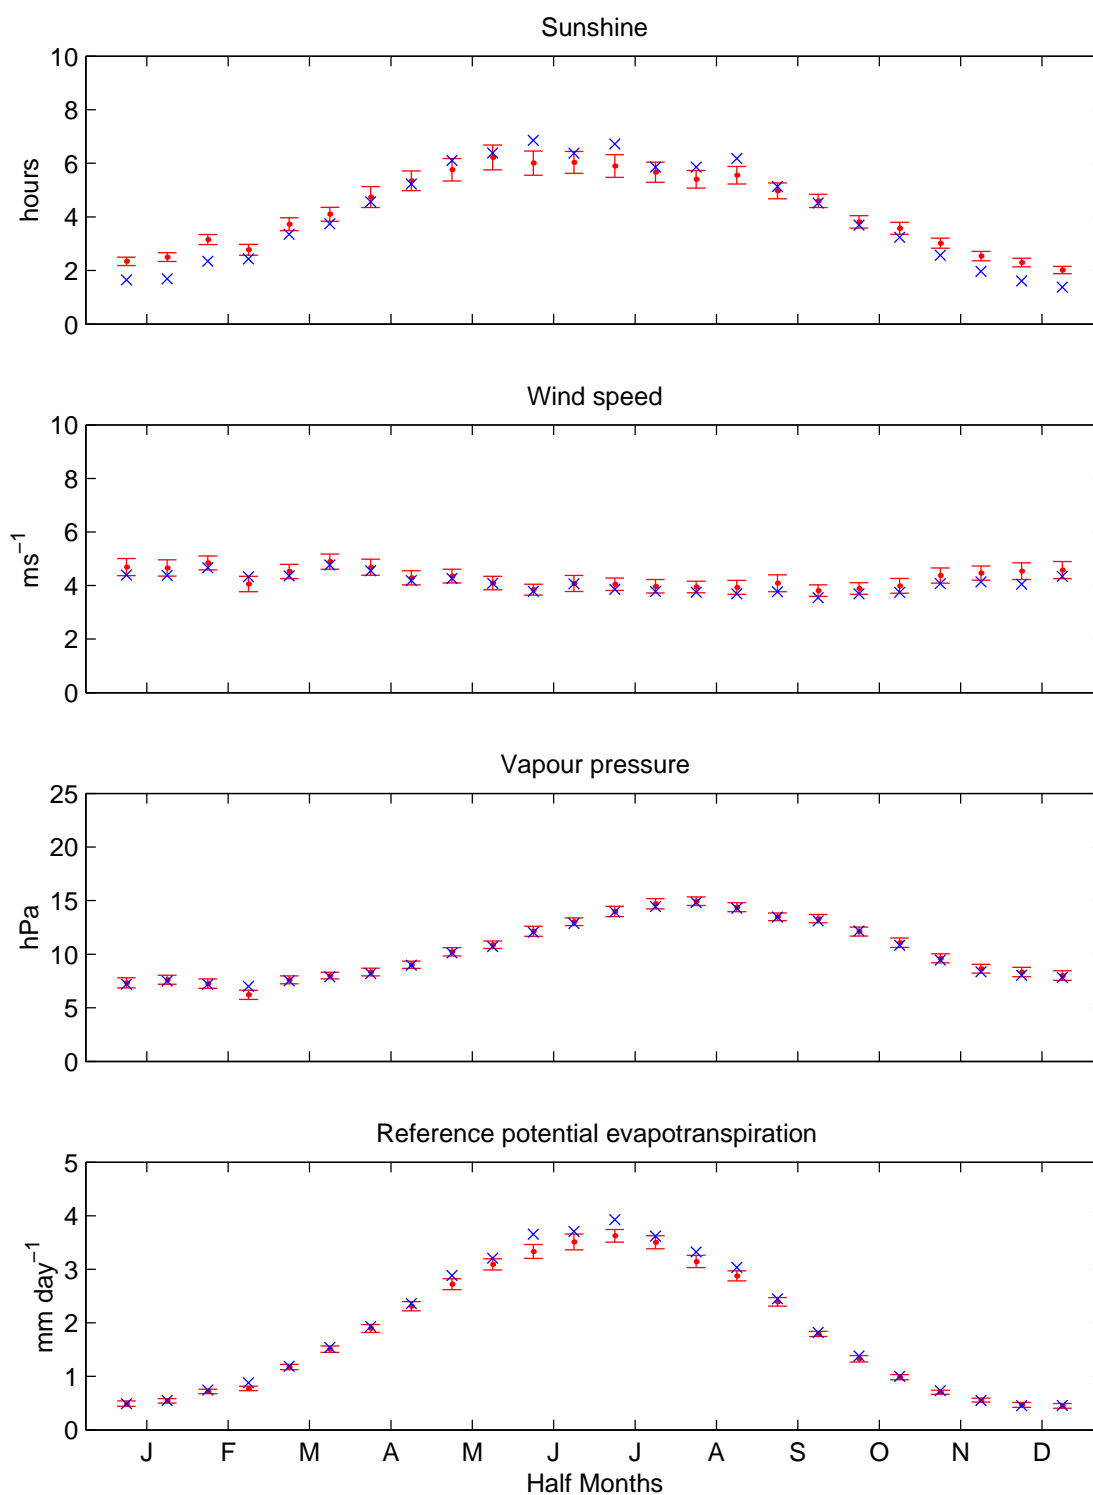 Sunshine
10
8
6
4
2
0
hours
Wind speed
10
8
6
4
2
0
ms−1
Vapour pressure
25
20
15
10
5
0
hPa
Reference potential evapotranspiration
5
4
3
2
1
0
mm day−1
J F M A M J J A S O N D
Half Months